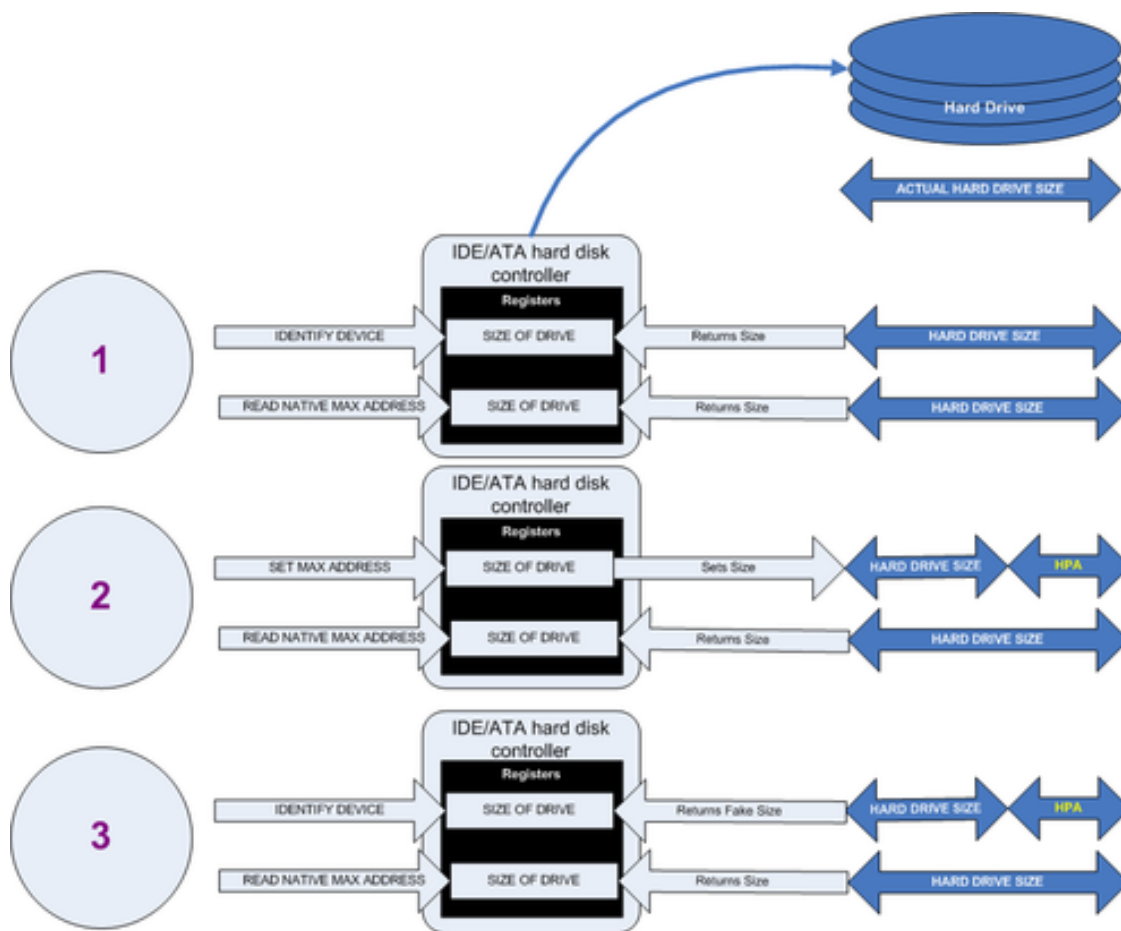 Hard Drive
ACTUAL HARD DRIVE SIZE
IDE/ATA hard disk
controller
Registers
1
IDENTIFY DEVICE
SIZE OF DRIVE
Returns Size
HARD DRIVE SIZE
READ NATIVE MAX ADDRESS
SIZE OF DRIVE
Returns Size
HARD DRIVE SIZE
IDE/ATA hard disk
controller
Registers
2
SET MAX ADDRESS
SIZE OF DRIVE
Sets Size
HARD DRIVE SIZE
HPA
READ NATIVE MAX ADDRESS
SIZE OF DRIVE
Returns Size
HARD DRIVE SIZE
IDE/ATA hard disk
controller
Registers
3
IDENTIFY DEVICE
SIZE OF DRIVE
Returns Fake Size
HARD DRIVE SIZE
HPA
READ NATIVE MAX ADDRESS
SIZE OF DRIVE
Returns Size
HARD DRIVE SIZE